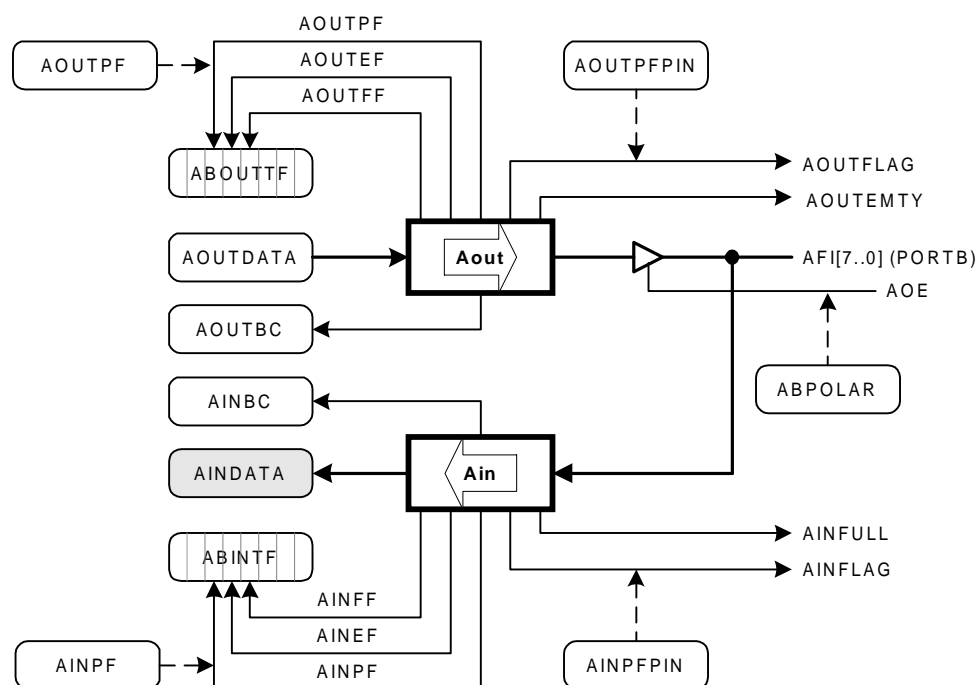 AOUTPF
AOUTPF
AOUTPFPIN
AOUTEF
AOUTFF
ABOUTTF
AOUTFLAG
AOUTEMTY
AOUTDATA
Aout
AFI[7..0] (PORTB)
AOE
AOUTBC
AINBC
ABPOLAR
AINDATA
Ain
AINFULL
ABINTF
AINFLAG
AINFF
AINEF
AINPF
AINPF
AINPFPIN